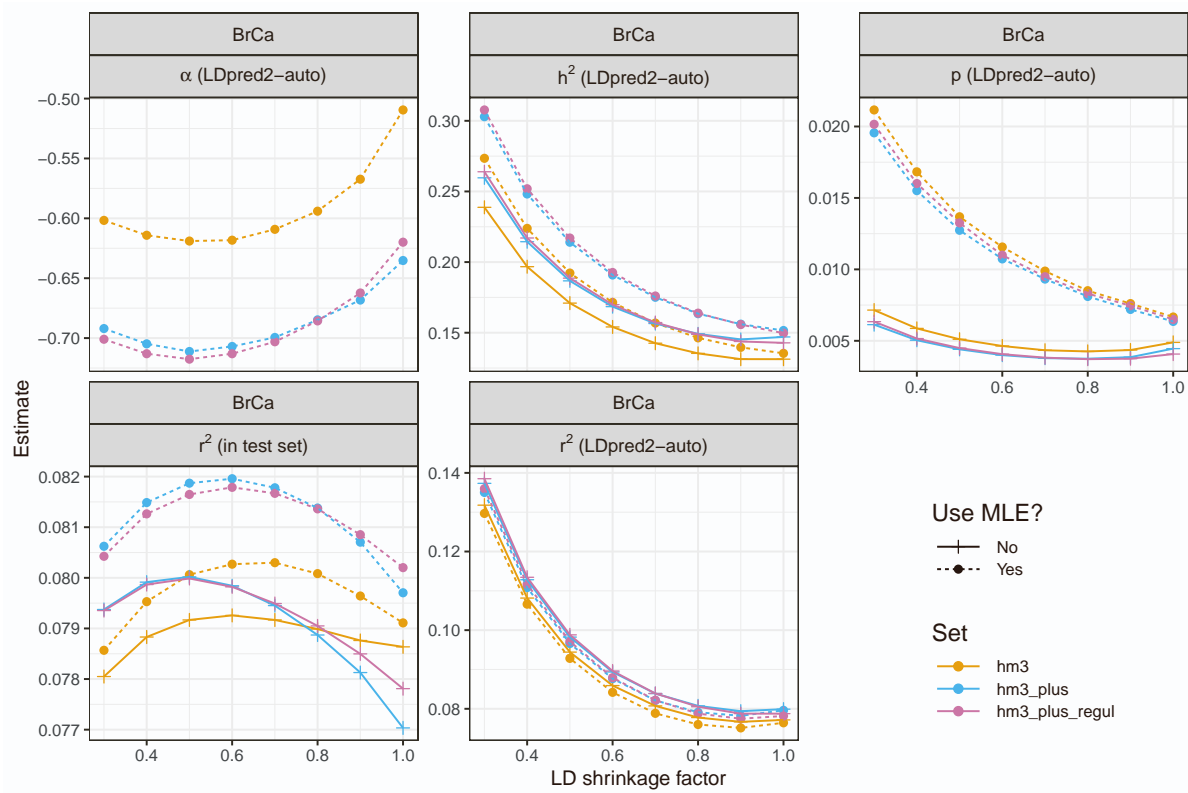 BrCa
BrCa
BrCa
α (LDpred2−auto)
h² (LDpred2−auto)
p (LDpred2−auto)
−0.50
−0.55
−0.60
−0.65
−0.70
0.30
0.25
0.20
0.15
0.020
0.015
0.010
0.005
0.4
0.6
0.8
1.0
Estimate
BrCa
BrCa
r² (in test set)
r² (LDpred2−auto)
0.082
0.081
0.080
0.079
0.078
0.077
0.14
0.12
0.10
0.08
0.4
0.6
0.8
1.0
0.4
0.6
0.8
1.0
LD shrinkage factor
Use MLE?
No
Yes
Set
hm3
hm3_plus
hm3_plus_regul